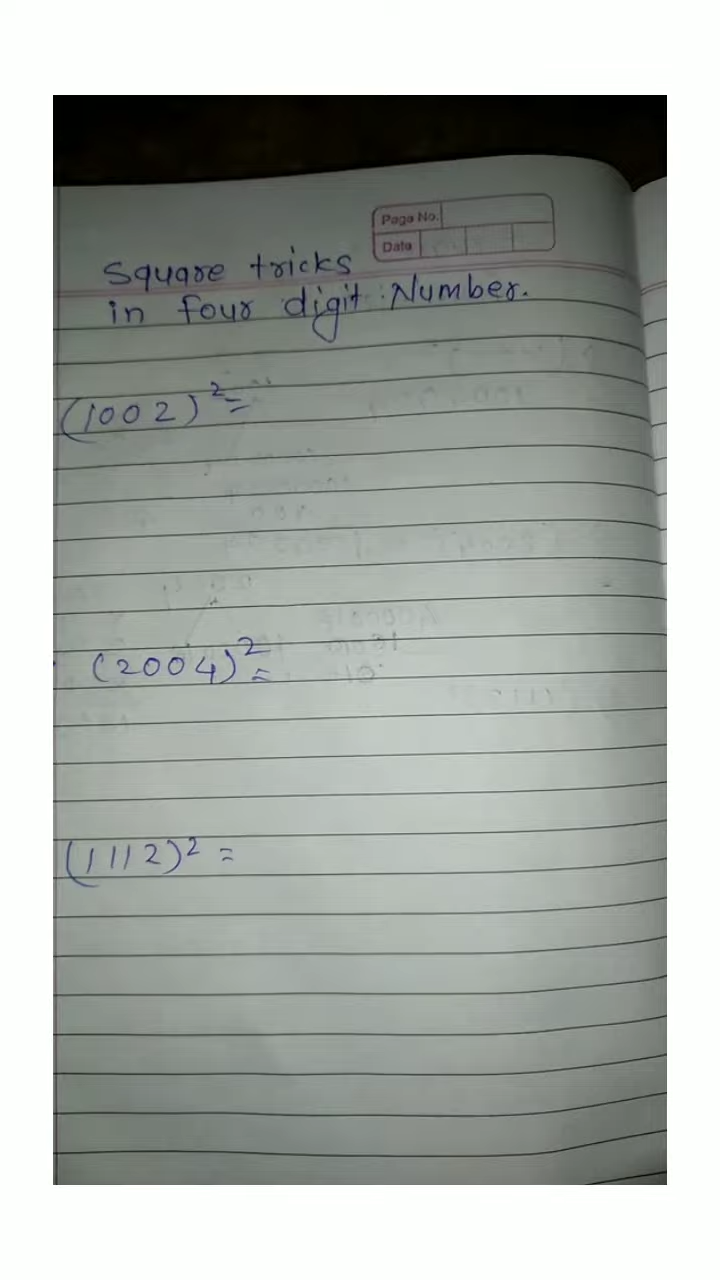 Page No.
Date
Square tricks
in four digit Number.
(1002)²=
(2004)²=
(1112)² =